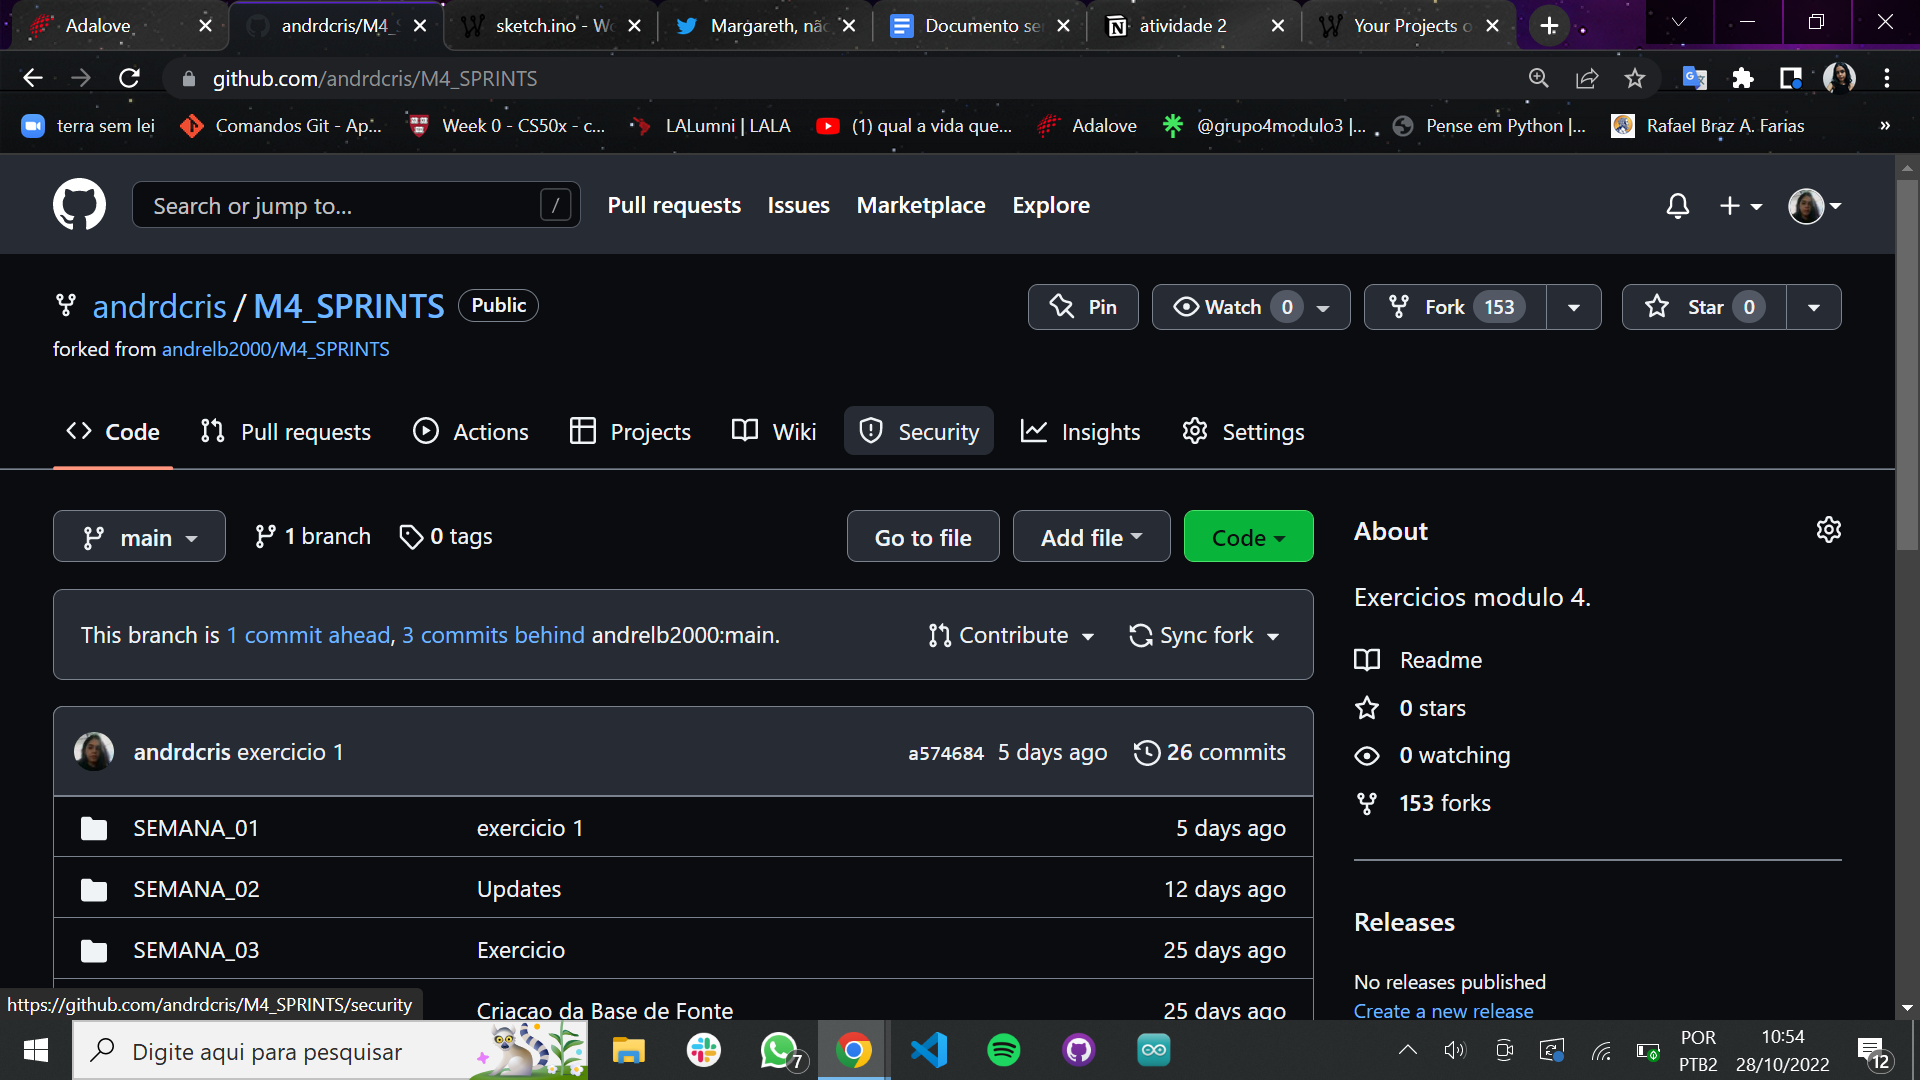 Adalove
andrdcris/M4_S
sketch.ino - Wo
Margareth, não
Documento se
atividade 2
Your Projects o
github.com/andrdcris/M4_SPRINTS
terra sem lei
Comandos Git - Ap...
Week 0 - CS50x - c...
LALumni | LALA
(1) qual a vida que...
Adalove
@grupo4modulo3 |...
Pense em Python |...
Rafael Braz A. Farias
»
Search or jump to...
/
Pull requests
Issues
Marketplace
Explore
andrdcris / M4_SPRINTS
Public
Pin
Watch 0
Fork 153
Star 0
forked from andrelb2000/M4_SPRINTS
Code
Pull requests
Actions
Projects
Wiki
Security
Insights
Settings
main
1 branch
0 tags
Go to file
Add file
Code
About
Exercicios modulo 4.
This branch is 1 commit ahead, 3 commits behind andrelb2000:main.
Contribute
Sync fork
Readme
0 stars
0 watching
153 forks
andrdcris exercicio 1
a574684 5 days ago
26 commits
SEMANA_01 exercicio 1 5 days ago
SEMANA_02 Updates 12 days ago
SEMANA_03 Exercicio 25 days ago
Criacao da Base de Fonte 25 days ago
Releases
No releases published
Create a new release
https://github.com/andrdcris/M4_SPRINTS/security
Digite aqui para pesquisar
7
POR
PTB2
10:54
28/10/2022
12